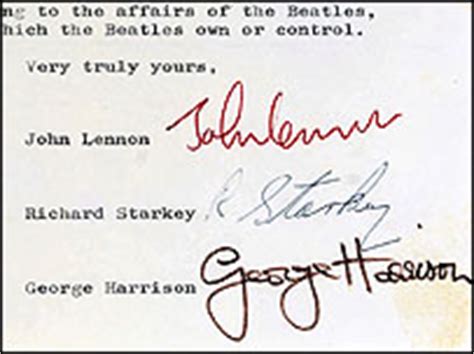 ng to the affairs of the Beatles,
hich the Beatles own or control.
Very truly yours,
John Lennon John Lennon
Richard Starkey R Starkey
George Harrison George Harrison